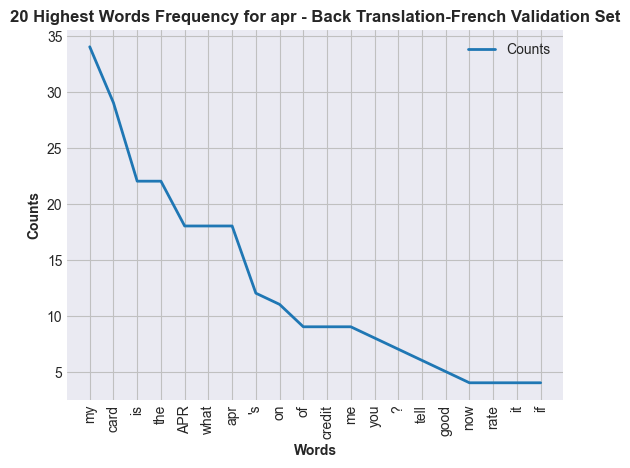 20 Highest Words Frequency for apr - Back Translation-French Validation Set
Counts
35
30
25
20
15
10
5
Counts
my
card
is
the
APR
what
apr
's
on
of
credit
me
you
?
tell
good
now
rate
it
if
Words